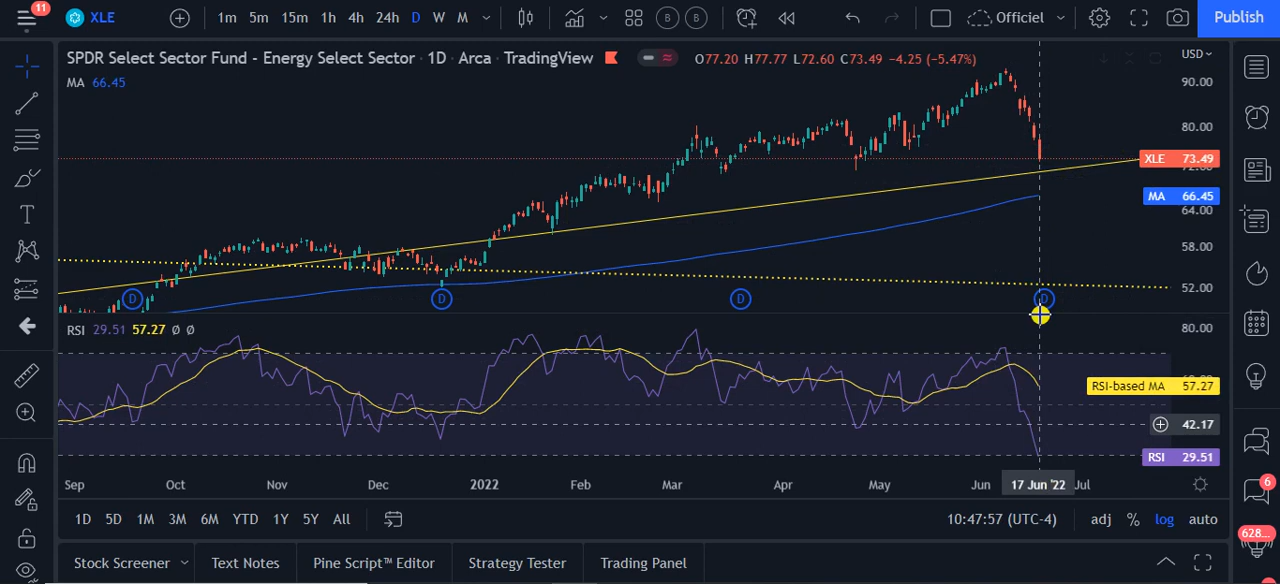 11 XLE 1m 5m 15m 1h 4h 24h D W M B B Officiel Publish
SPDR Select Sector Fund - Energy Select Sector · 1D · Arca · TradingView O77.20 H77.77 L72.60 C73.49 −4.25 (−5.47%) USD
MA 66.45
90.00
80.00
XLE 73.49
MA 66.45
64.00
58.00
52.00
D D D D
RSI 29.51 57.27 Ø Ø
80.00
RSI-based MA 57.27
42.17
RSI 29.51
Sep Oct Nov Dec 2022 Feb Mar Apr May Jun 17 Jun '22 Jul
1D 5D 1M 3M 6M YTD 1Y 5Y All 10:47:57 (UTC-4) adj % log auto
6
628...
Stock Screener Text Notes Pine Script™ Editor Strategy Tester Trading Panel